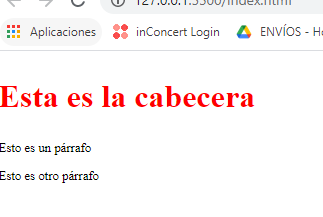 127.0.0.1:5500/index.html
Aplicaciones
inConcert Login
ENVÍOS - Ho
Esta es la cabecera
Esto es un párrafo
Esto es otro párrafo